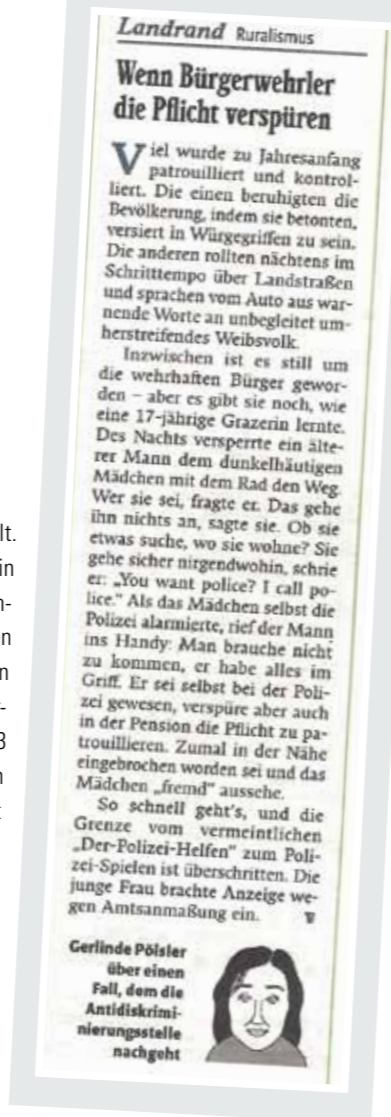 Landrand Ruralismus
Wenn Bürgerwehrler
die Pflicht verspüren
Viel wurde zu Jahresanfang
patrouilliert und kontrol-
liert. Die einen beruhigten die
Bevölkerung, indem sie betonten,
versiert in Würgegriffen zu sein.
Die anderen rollten nächtens im
Schritttempo über Landstraßen
und sprachen vom Auto aus war-
nende Worte an unbegleitet um-
herstreifendes Weibsvolk.
Inzwischen ist es still um
die wehrhaften Bürger gewor-
den – aber es gibt sie noch, wie
eine 17-jährige Grazerin lernte.
Des Nachts versperrte ein älte-
rer Mann dem dunkelhäutigen
Mädchen mit dem Rad den Weg.
Wer sie sei, fragte er. Das gehe
ihn nichts an, sagte sie. Ob sie
etwas suche, wo sie wohne? Sie
gehe sicher nirgendwohin, schrie
er: „You want police? I call po-
lice.“ Als das Mädchen selbst die
Polizei alarmierte, rief der Mann
ins Handy: Man brauche nicht
zu kommen, er habe alles im
Griff. Er sei selbst bei der Poli-
zei gewesen, verspüre aber auch
in der Pension die Pflicht zu pa-
trouillieren. Zumal in der Nähe
eingebrochen worden sei und das
Mädchen „fremd“ aussehe.
So schnell geht's, und die
Grenze vom vermeintlichen
„Der-Polizei-Helfen“ zum Poli-
zei-Spielen ist überschritten. Die
junge Frau brachte Anzeige we-
gen Amtsanmaßung ein.
Gerlinde Pölsler
über einen
Fall, dem die
Antidiskrimi-
nierungsstelle
nachgeht
lt.
in
n-
n
n
3